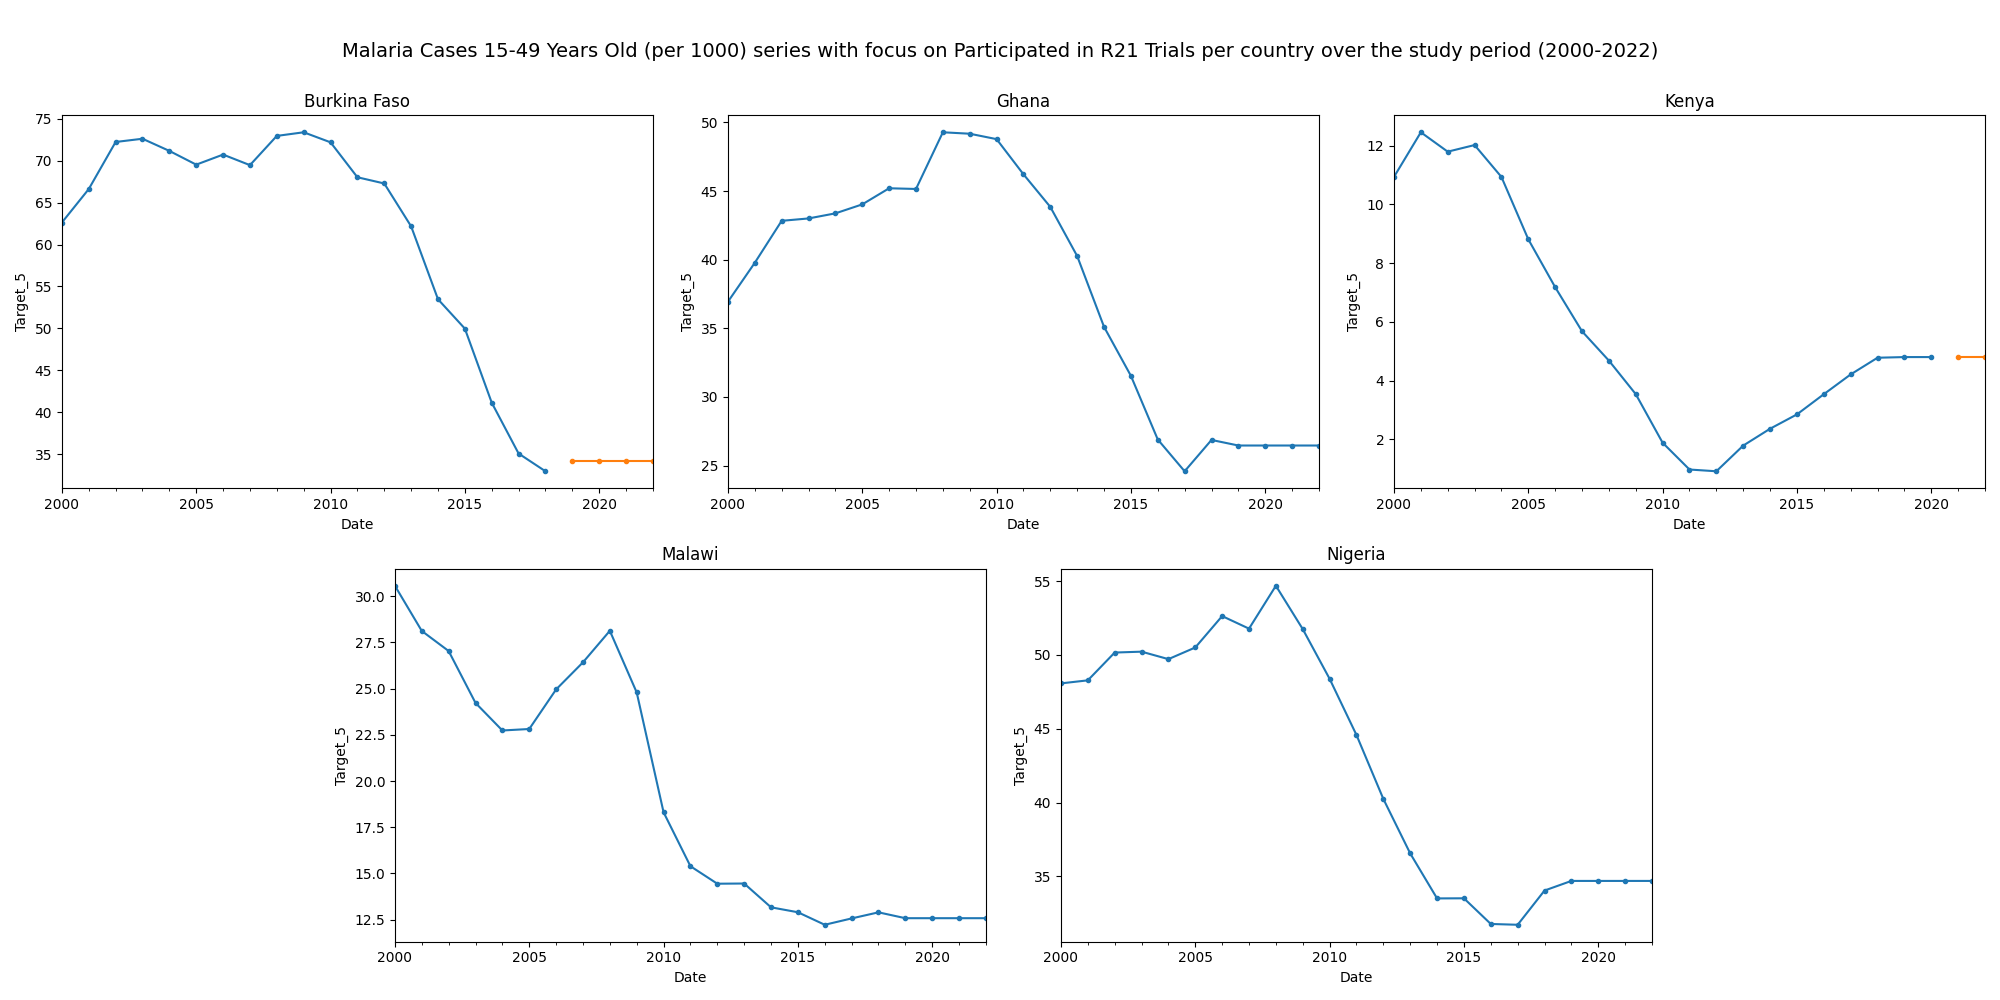 Malaria Cases 15-49 Years Old (per 1000) series with focus on Participated in R21 Trials per country over the study period (2000-2022)
Burkina Faso
75
70
65
60
55
50
45
40
35
Target_5
2000 2005 2010 2015 2020
Date
Ghana
50
45
40
35
30
25
Target_5
2000 2005 2010 2015 2020
Date
Kenya
12
10
8
6
4
2
Target_5
2000 2005 2010 2015 2020
Date
Malawi
30.0
27.5
25.0
22.5
20.0
17.5
15.0
12.5
Target_5
2000 2005 2010 2015 2020
Date
Nigeria
55
50
45
40
35
Target_5
2000 2005 2010 2015 2020
Date